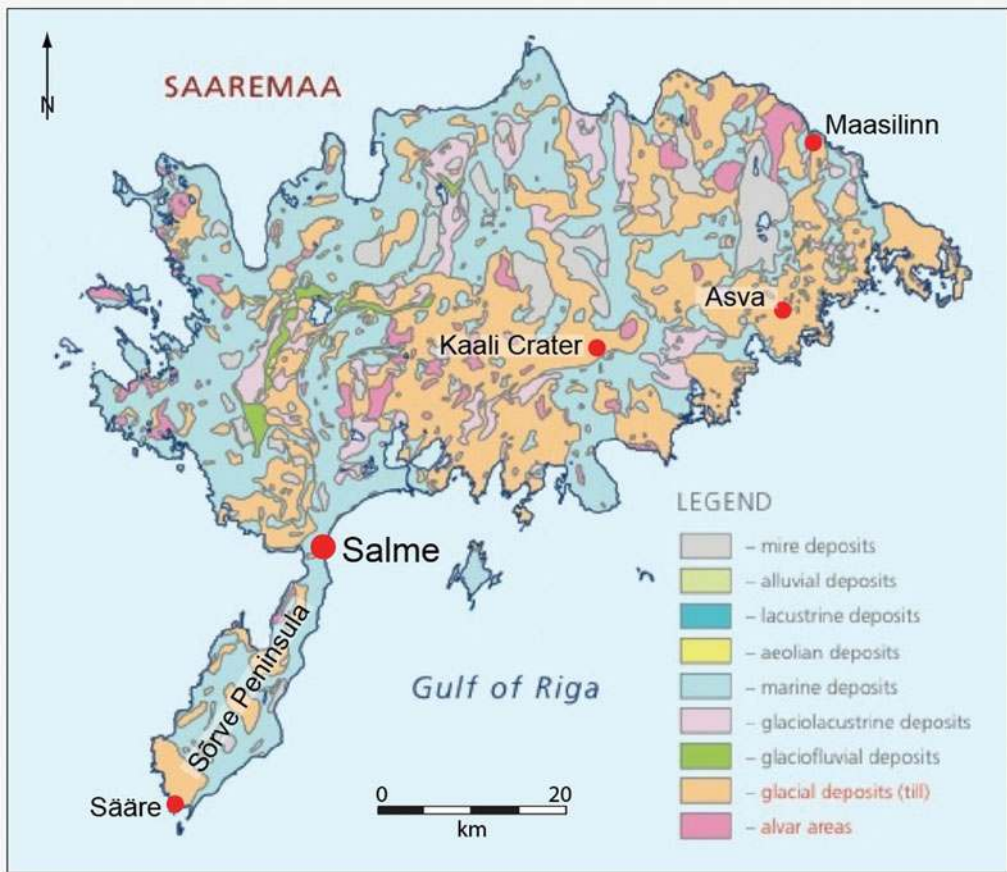 N
SAAREMAA
Maasilinn
Asva
Kaali Crater
Salme
Sõrve Peninsula
Gulf of Riga
Sääre
0 20
km
LEGEND
– mire deposits
– alluvial deposits
– lacustrine deposits
– aeolian deposits
– marine deposits
– glaciolacustrine deposits
– glaciofluvial deposits
– glacial deposits (till)
– alvar areas